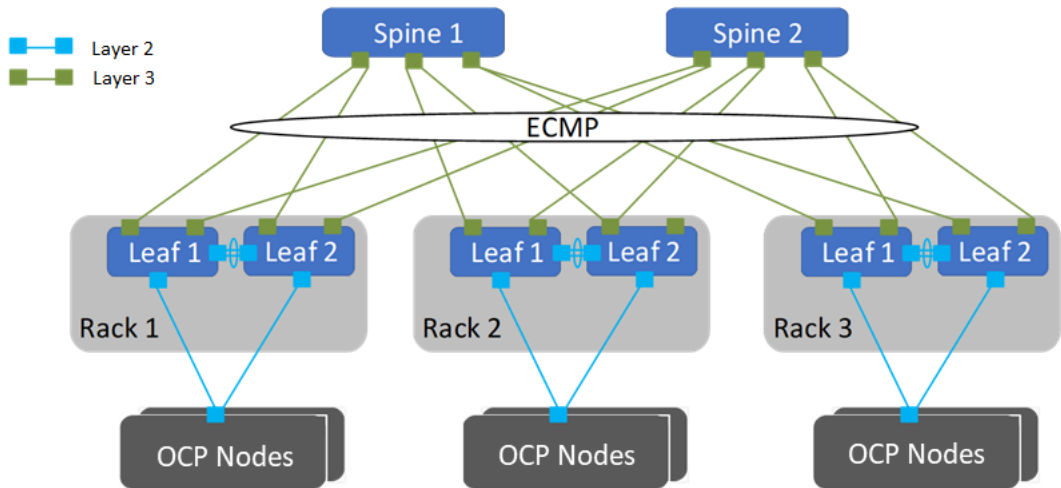 Layer 2
Layer 3
Spine 1
Spine 2
ECMP
Leaf 1
Leaf 2
Rack 1
Leaf 1
Leaf 2
Rack 2
Leaf 1
Leaf 2
Rack 3
OCP Nodes
OCP Nodes
OCP Nodes